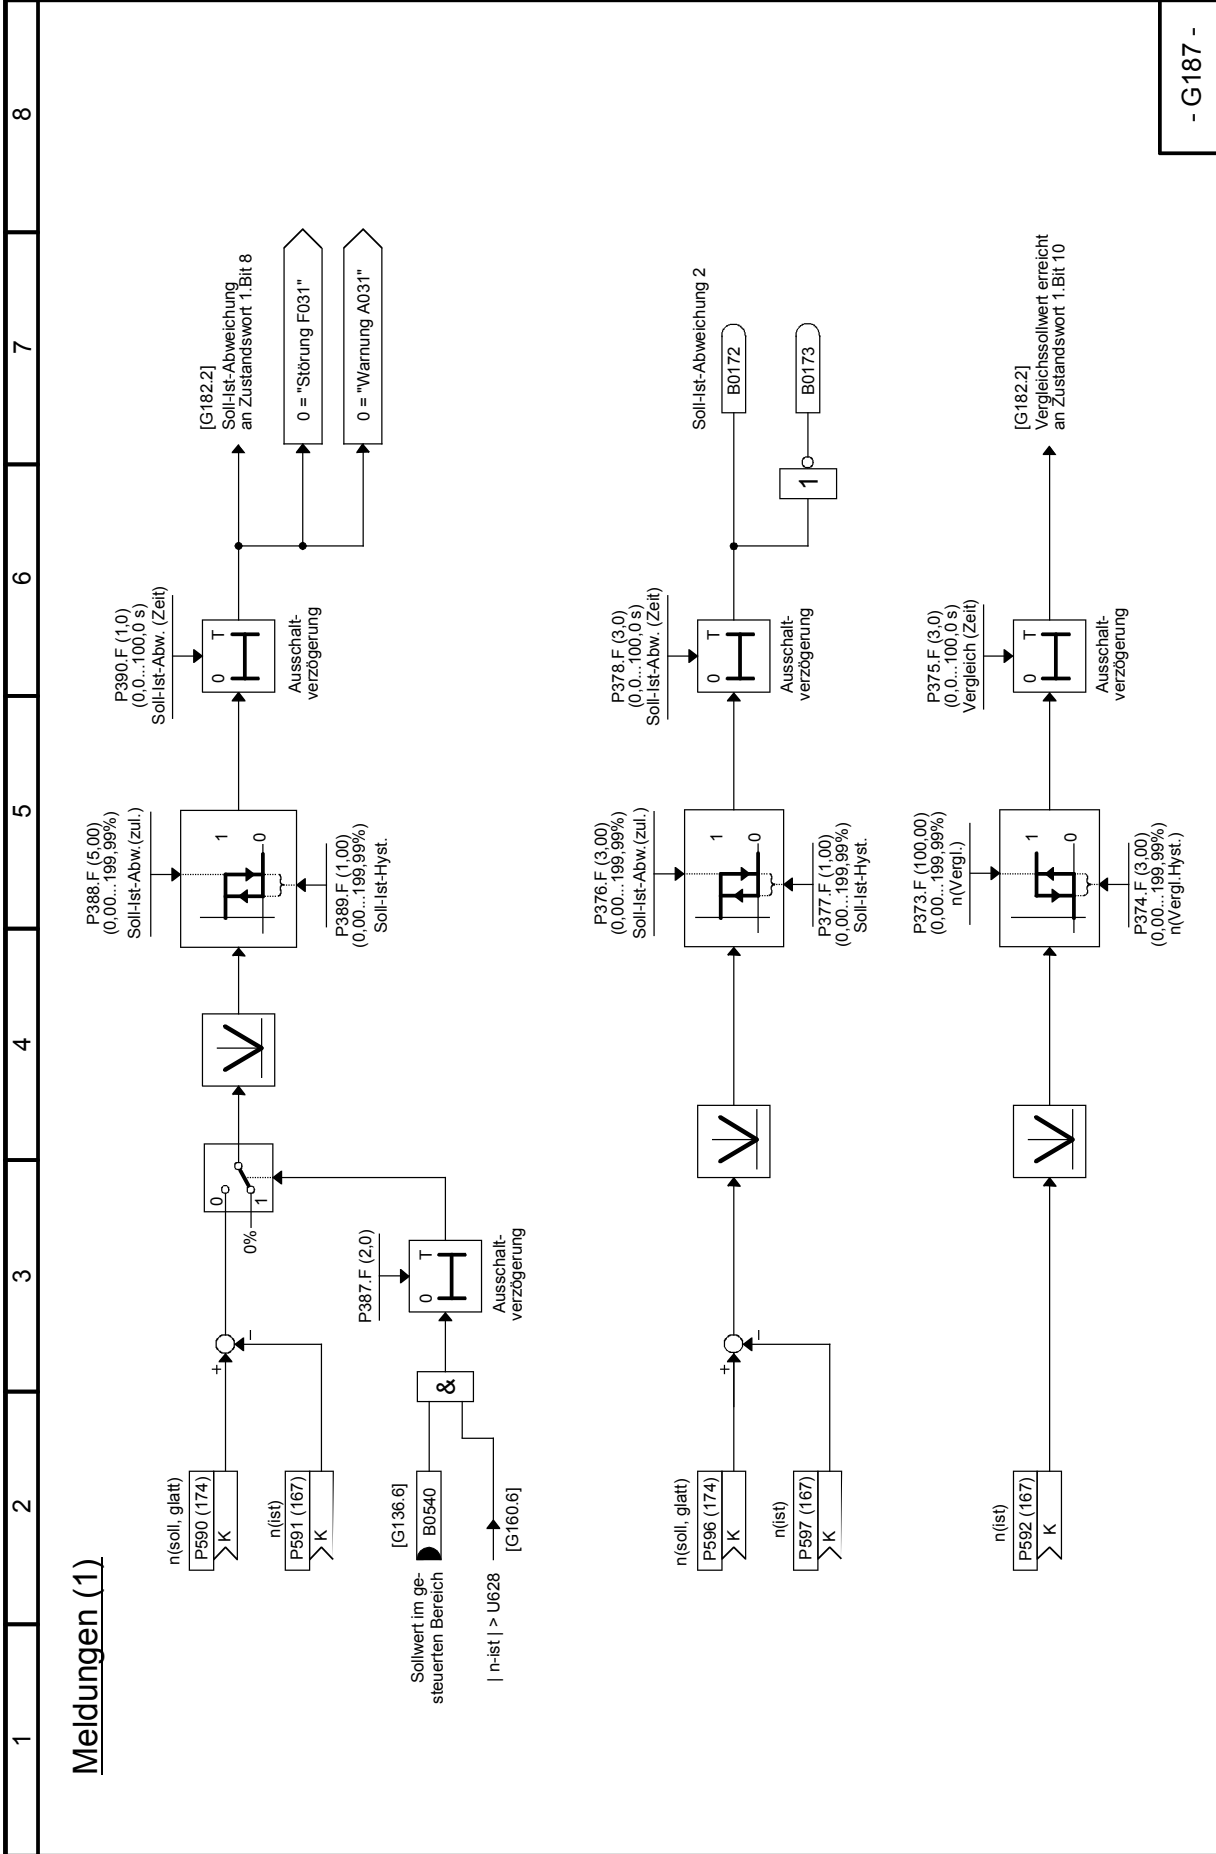 1
2
3
4
5
6
7
8
Meldungen (1)
n(soll, glatt)
P590 (174)
K
n(ist)
P591 (167)
K
+
–
0
1
0%
[G136.6]
Sollwert im ge-
steuerten Bereich
B0540
| n-ist | > U628
[G160.6]
&
P387.F (2,0)
0 T
Ausschalt-
verzögerung
P388.F (5,00)
(0,00...199,99%)
Soll-Ist-Abw.(zul.)
1
0
P389.F (1,00)
(0,00...199,99%)
Soll-Ist-Hyst.
P390.F (1,0)
(0,0...100,0 s)
Soll-Ist-Abw. (Zeit)
0 T
Ausschalt-
verzögerung
[G182.2]
Soll-Ist-Abweichung
an Zustandswort 1.Bit 8
0 = "Störung F031"
0 = "Warnung A031"
n(soll, glatt)
P596 (174)
K
n(ist)
P597 (167)
K
+
–
P376.F (3,00)
(0,00...199,99%)
Soll-Ist-Abw.(zul.)
1
0
P377.F (1,00)
(0,00...199,99%)
Soll-Ist-Hyst.
P378.F (3,0)
(0,0...100,0 s)
Soll-Ist-Abw. (Zeit)
0 T
Ausschalt-
verzögerung
Soll-Ist-Abweichung 2
B0172
1
B0173
n(ist)
P592 (167)
K
P373.F (100,00)
(0,00...199,99%)
n(Vergl.)
1
0
P374.F (3,00)
(0,00...199,99%)
n(Vergl.Hyst.)
P375.F (3,0)
(0,0...100,0 s)
Vergleich (Zeit)
0 T
Ausschalt-
verzögerung
[G182.2]
Vergleichssollwert erreicht
an Zustandswort 1.Bit 10
- G187 -